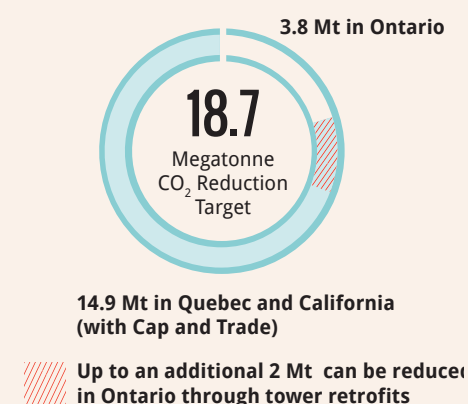 3.8 Mt in Ontario
18.7
Megatonne
CO₂ Reduction
Target
14.9 Mt in Quebec and California
(with Cap and Trade)
Up to an additional 2 Mt can be reduced
in Ontario through tower retrofits